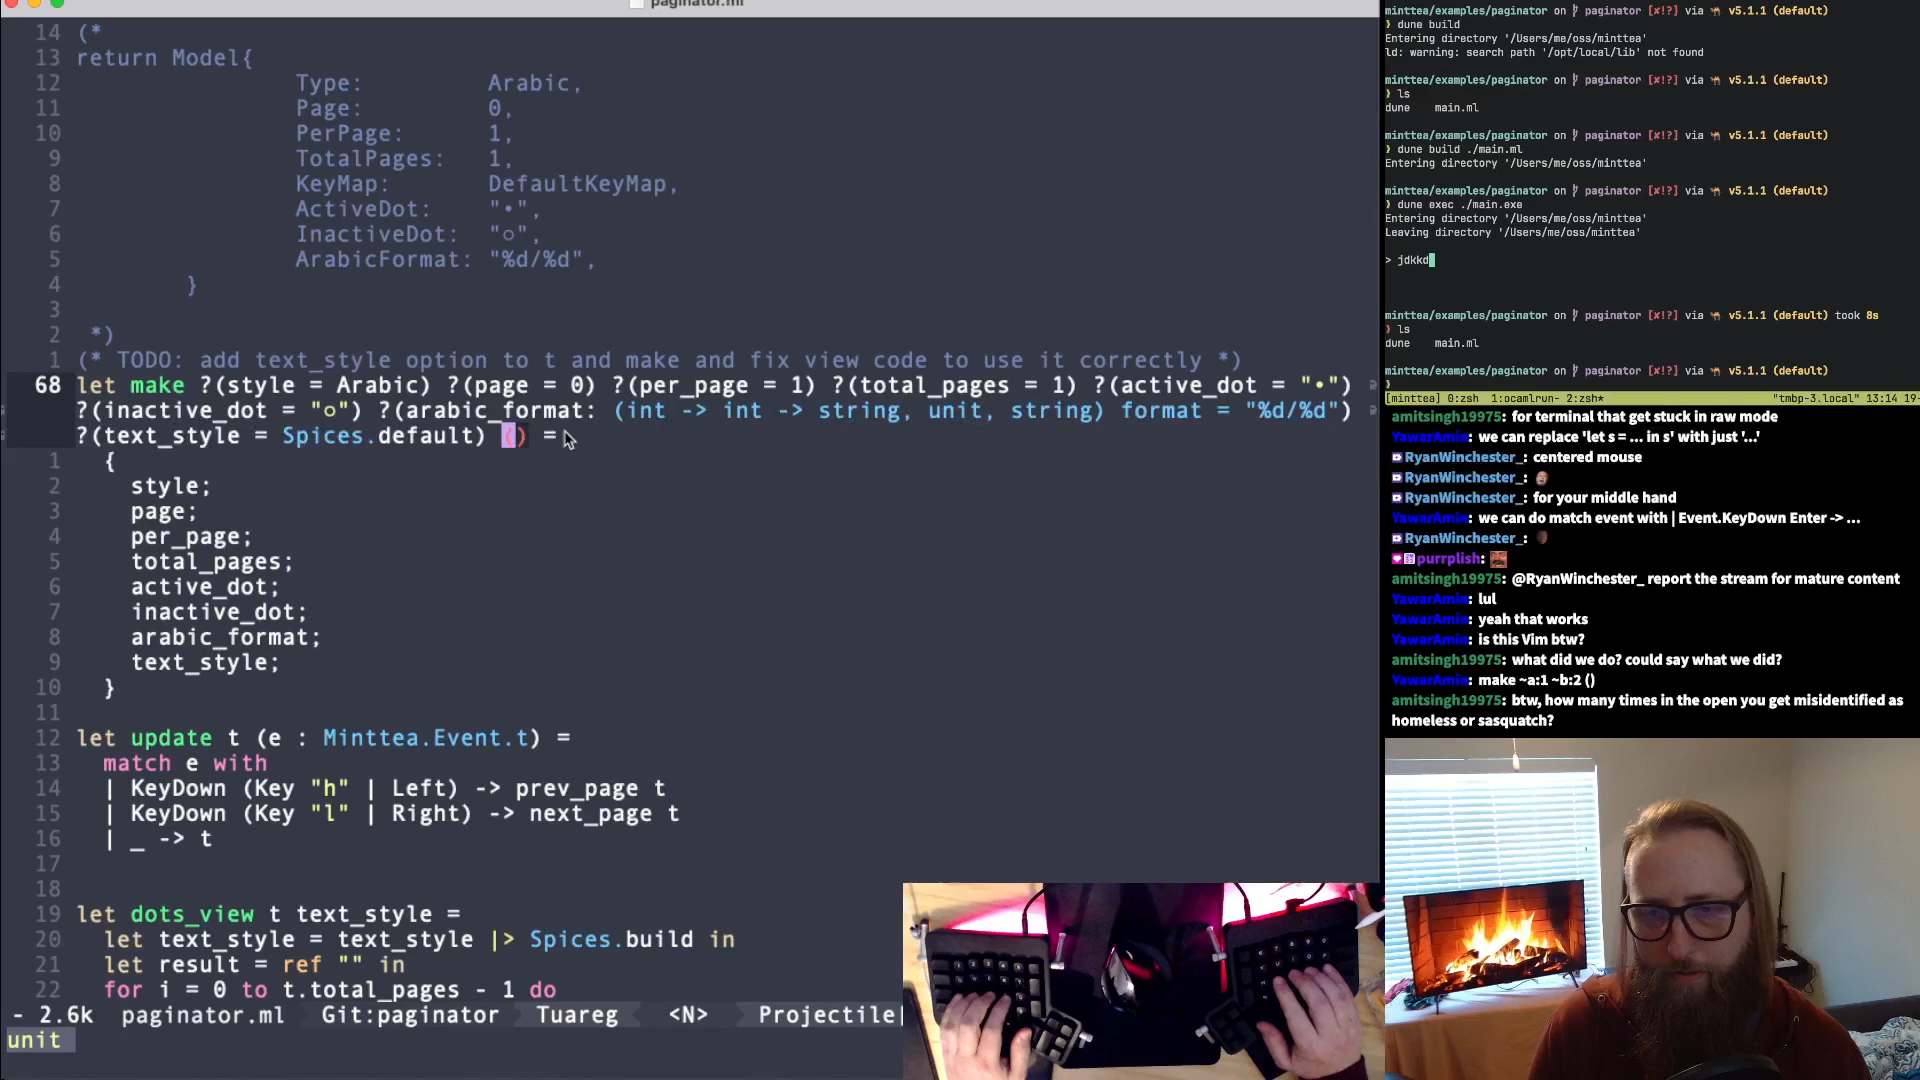 paginator.ml
14 (*
13 return Model{
12 Type: Arabic,
11 Page: 0,
10 PerPage: 1,
9 TotalPages: 1,
8 KeyMap: DefaultKeyMap,
7 ActiveDot: "•",
6 InactiveDot: "○",
5 ArabicFormat: "%d/%d",
4 }
3
2 *)
1 (* TODO: add text_style option to t and make and fix view code to use it correctly *)
68 let make ?(style = Arabic) ?(page = 0) ?(per_page = 1) ?(total_pages = 1) ?(active_dot = "•")
?(inactive_dot = "○") ?(arabic_format: (int -> int -> string, unit, string) format = "%d/%d")
?(text_style = Spices.default) () =
1 {
2 style;
3 page;
4 per_page;
5 total_pages;
6 active_dot;
7 inactive_dot;
8 arabic_format;
9 text_style;
10 }
11
12 let update t (e : Minttea.Event.t) =
13 match e with
14 | KeyDown (Key "h" | Left) -> prev_page t
15 | KeyDown (Key "l" | Right) -> next_page t
16 | _ -> t
17
18
19 let dots_view t text_style =
20 let text_style = text_style |> Spices.build in
21 let result = ref "" in
22 for i = 0 to t.total_pages - 1 do
- 2.6k paginator.ml Git:paginator Tuareg <N> Projectile
unit
minttea/examples/paginator on paginator [✘!?] via 🐫 v5.1.1 (default)
❯ dune build
Entering directory '/Users/me/oss/minttea'
ld: warning: search path '/opt/local/lib' not found
minttea/examples/paginator on paginator [✘!?] via 🐫 v5.1.1 (default)
❯ ls
dune main.ml
minttea/examples/paginator on paginator [✘!?] via 🐫 v5.1.1 (default)
❯ dune build ./main.ml
Entering directory '/Users/me/oss/minttea'
minttea/examples/paginator on paginator [✘!?] via 🐫 v5.1.1 (default)
❯ dune exec ./main.exe
Entering directory '/Users/me/oss/minttea'
Leaving directory '/Users/me/oss/minttea'
> jdkkd
minttea/examples/paginator on paginator [✘!?] via 🐫 v5.1.1 (default) took 8s
❯ ls
dune main.ml
minttea/examples/paginator on paginator [✘!?] via 🐫 v5.1.1 (default)
❯
[minttea] 0:zsh 1:ocamlrun- 2:zsh* "tmbp-3.local" 13:14 19-
amitsingh19975: for terminal that get stuck in raw mode
YawarAmin: we can replace 'let s = ... in s' with just '...'
RyanWinchester_: centered mouse
RyanWinchester_:
RyanWinchester_: for your middle hand
YawarAmin: we can do match event with | Event.KeyDown Enter -> ...
RyanWinchester_:
purrplish:
amitsingh19975: @RyanWinchester_ report the stream for mature content
YawarAmin: lul
YawarAmin: yeah that works
YawarAmin: is this Vim btw?
amitsingh19975: what did we do? could say what we did?
YawarAmin: make ~a:1 ~b:2 ()
amitsingh19975: btw, how many times in the open you get misidentified as
homeless or sasquatch?